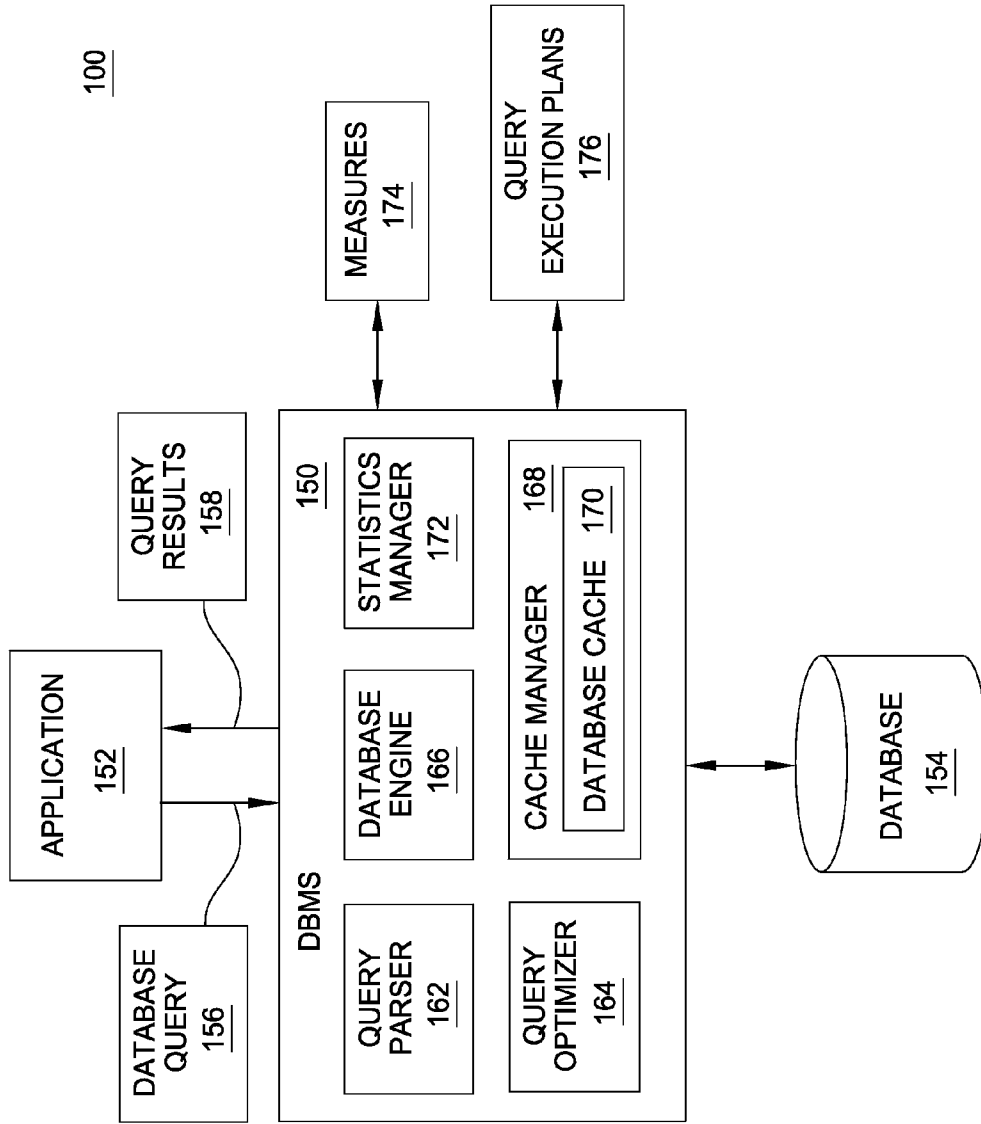 100
APPLICATION
152
DATABASE
QUERY
156
QUERY
RESULTS
158
DBMS
150
QUERY
PARSER
162
DATABASE
ENGINE
166
STATISTICS
MANAGER
172
QUERY
OPTIMIZER
164
CACHE MANAGER
168
DATABASE CACHE
170
MEASURES
174
QUERY
EXECUTION PLANS
176
DATABASE
154